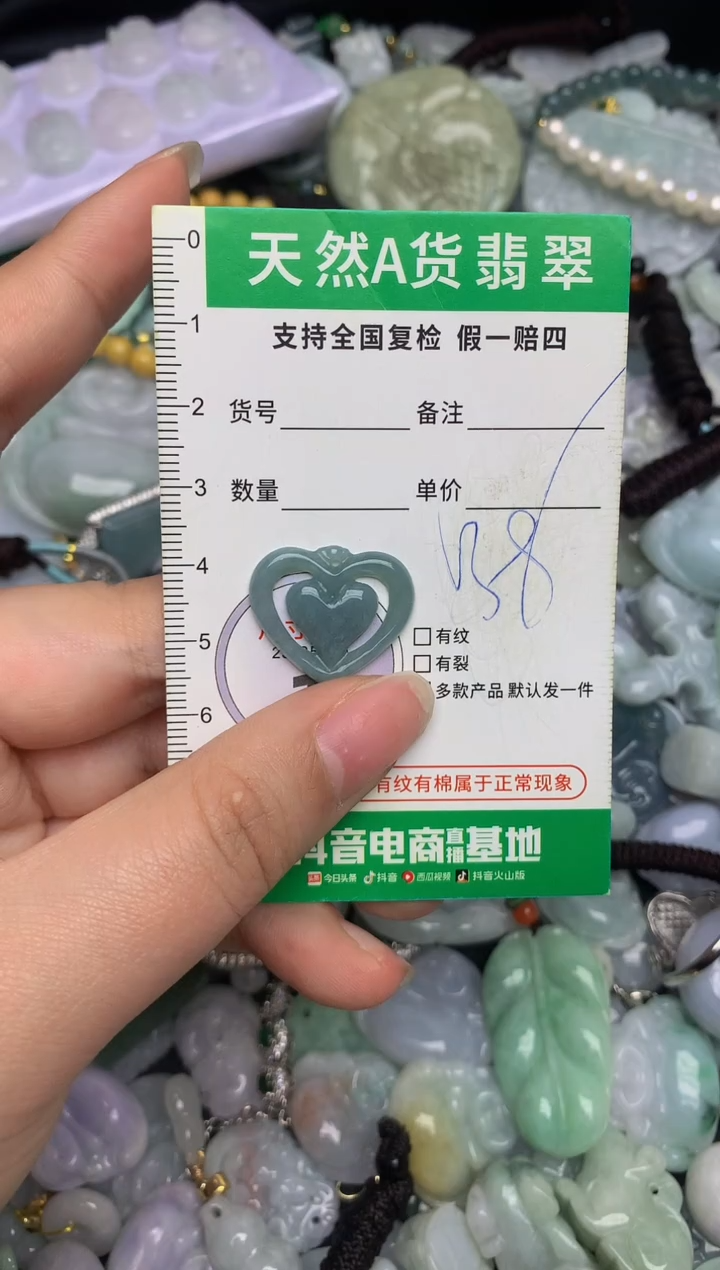 天然A货翡翠
支持全国复检 假一赔四
0
1
2
3
4
5
6
货号 备注
数量 单价
138
有纹
有裂
多款产品 默认发一件
有纹有棉属于正常现象
抖音电商直播基地
今日头条 抖音 西瓜视频 抖音火山版